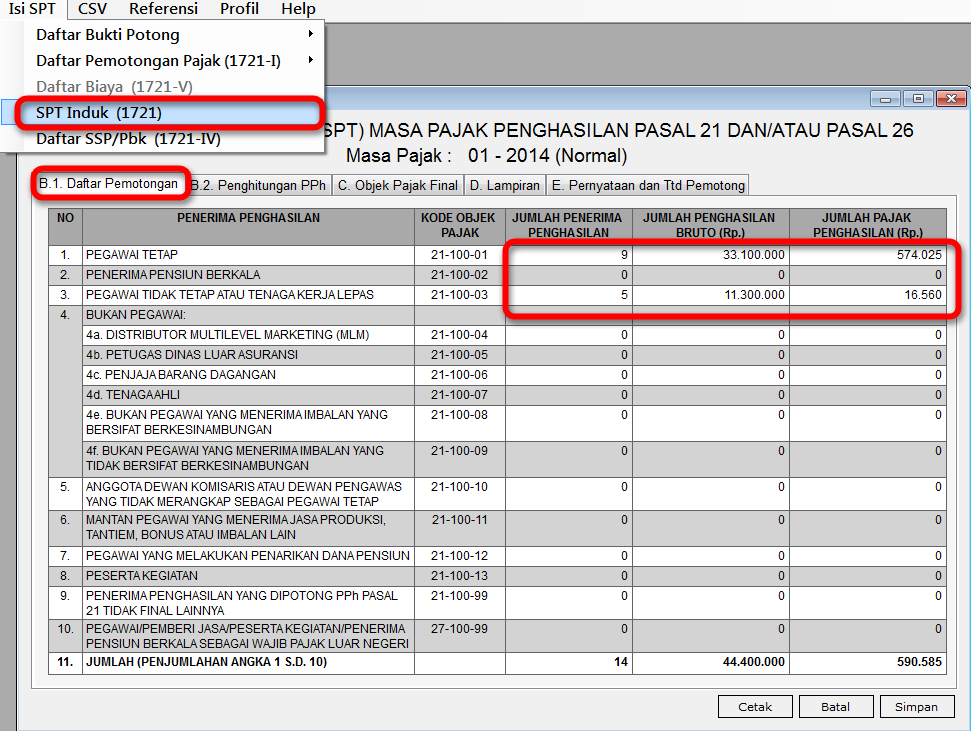 Isi SPT CSV Referensi Profil Help
Daftar Bukti Potong
Daftar Pemotongan Pajak (1721-I)
Daftar Biaya (1721-V)
SPT Induk (1721)
Daftar SSP/Pbk (1721-IV)
SPT) MASA PAJAK PENGHASILAN PASAL 21 DAN/ATAU PASAL 26
Masa Pajak : 01 - 2014 (Normal)
B.1. Daftar Pemotongan B.2. Penghitungan PPh C. Objek Pajak Final D. Lampiran E. Pernyataan dan Ttd Pemotong
NO PENERIMA PENGHASILAN KODE OBJEK PAJAK JUMLAH PENERIMA PENGHASILAN JUMLAH PENGHASILAN BRUTO (Rp.) JUMLAH PAJAK PENGHASILAN (Rp.)
1. PEGAWAI TETAP 21-100-01 9 33.100.000 574.025
2. PENERIMA PENSIUN BERKALA 21-100-02 0 0 0
3. PEGAWAI TIDAK TETAP ATAU TENAGA KERJA LEPAS 21-100-03 5 11.300.000 16.560
4. BUKAN PEGAWAI:
4a. DISTRIBUTOR MULTILEVEL MARKETING (MLM) 21-100-04 0 0 0
4b. PETUGAS DINAS LUAR ASURANSI 21-100-05 0 0 0
4c. PENJAJA BARANG DAGANGAN 21-100-06 0 0 0
4d. TENAGA AHLI 21-100-07 0 0 0
4e. BUKAN PEGAWAI YANG MENERIMA IMBALAN YANG 21-100-08 0 0 0
BERSIFAT BERKESINAMBUNGAN
4f. BUKAN PEGAWAI YANG MENERIMA IMBALAN YANG 21-100-09 0 0 0
TIDAK BERSIFAT BERKESINAMBUNGAN
5. ANGGOTA DEWAN KOMISARIS ATAU DEWAN PENGAWAS 21-100-10 0 0 0
YANG TIDAK MERANGKAP SEBAGAI PEGAWAI TETAP
6. MANTAN PEGAWAI YANG MENERIMA JASA PRODUKSI, 21-100-11 0 0 0
TANTIEM, BONUS ATAU IMBALAN LAIN
7. PEGAWAI YANG MELAKUKAN PENARIKAN DANA PENSIUN 21-100-12 0 0 0
8. PESERTA KEGIATAN 21-100-13 0 0 0
9. PENERIMA PENGHASILAN YANG DIPOTONG PPh PASAL 21-100-99 0 0 0
21 TIDAK FINAL LAINNYA
10. PEGAWAI/PEMBERI JASA/PESERTA KEGIATAN/PENERIMA 27-100-99 0 0 0
PENSIUN BERKALA SEBAGAI WAJIB PAJAK LUAR NEGERI
11. JUMLAH (PENJUMLAHAN ANGKA 1 S.D. 10) 14 44.400.000 590.585
Cetak Batal Simpan